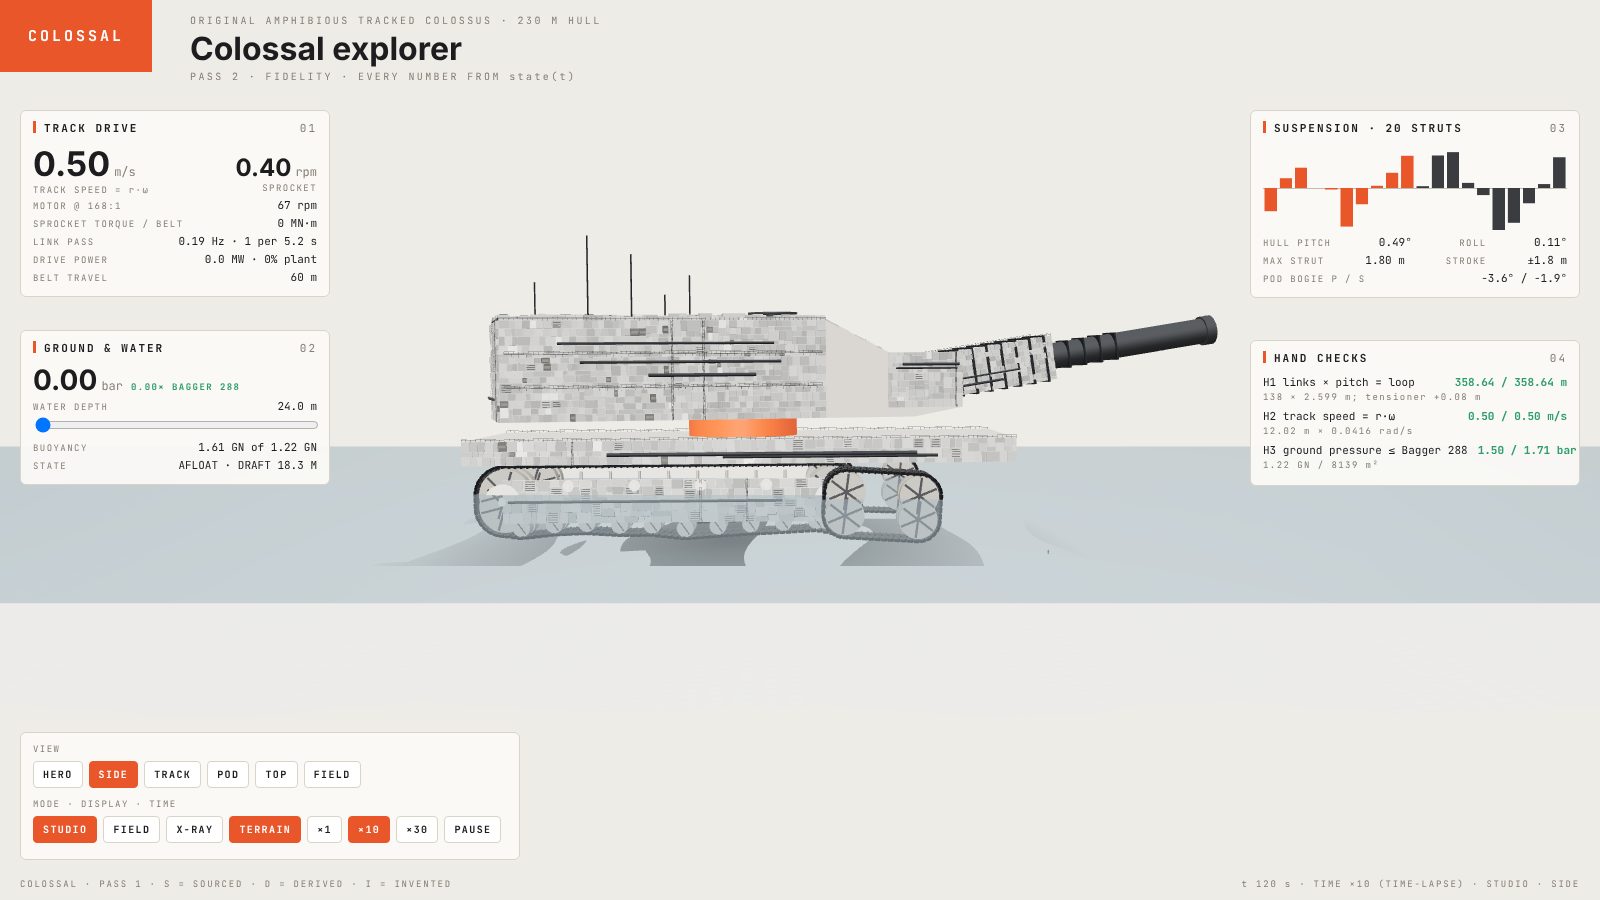 COLOSSAL
ORIGINAL AMPHIBIOUS TRACKED COLOSSUS · 230 M HULL
Colossal explorer
PASS 2 · FIDELITY · EVERY NUMBER FROM state(t)
TRACK DRIVE 01
0.50 m/s 0.40 rpm
TRACK SPEED = r·ω SPROCKET
MOTOR @ 168:1 67 rpm
SPROCKET TORQUE / BELT 0 MN·m
LINK PASS 0.19 Hz · 1 per 5.2 s
DRIVE POWER 0.0 MW · 0% plant
BELT TRAVEL 60 m
GROUND & WATER 02
0.00 bar 0.00× BAGGER 288
WATER DEPTH 24.0 m
BUOYANCY 1.61 GN of 1.22 GN
STATE AFLOAT · DRAFT 18.3 M
SUSPENSION · 20 STRUTS 03
HULL PITCH 0.49° ROLL 0.11°
MAX STRUT 1.80 m STROKE ±1.8 m
POD BOGIE P / S -3.6° / -1.9°
HAND CHECKS 04
H1 links × pitch = loop 358.64 / 358.64 m
138 × 2.599 m; tensioner +0.08 m
H2 track speed = r·ω 0.50 / 0.50 m/s
12.02 m × 0.0416 rad/s
H3 ground pressure ≤ Bagger 288 1.50 / 1.71 bar
1.22 GN / 8139 m²
VIEW
HERO SIDE TRACK POD TOP FIELD
MODE · DISPLAY · TIME
STUDIO FIELD X-RAY TERRAIN ×1 ×10 ×30 PAUSE
COLOSSAL · PASS 1 · S = SOURCED · D = DERIVED · I = INVENTED
t 120 s · TIME ×10 (TIME-LAPSE) · STUDIO · SIDE